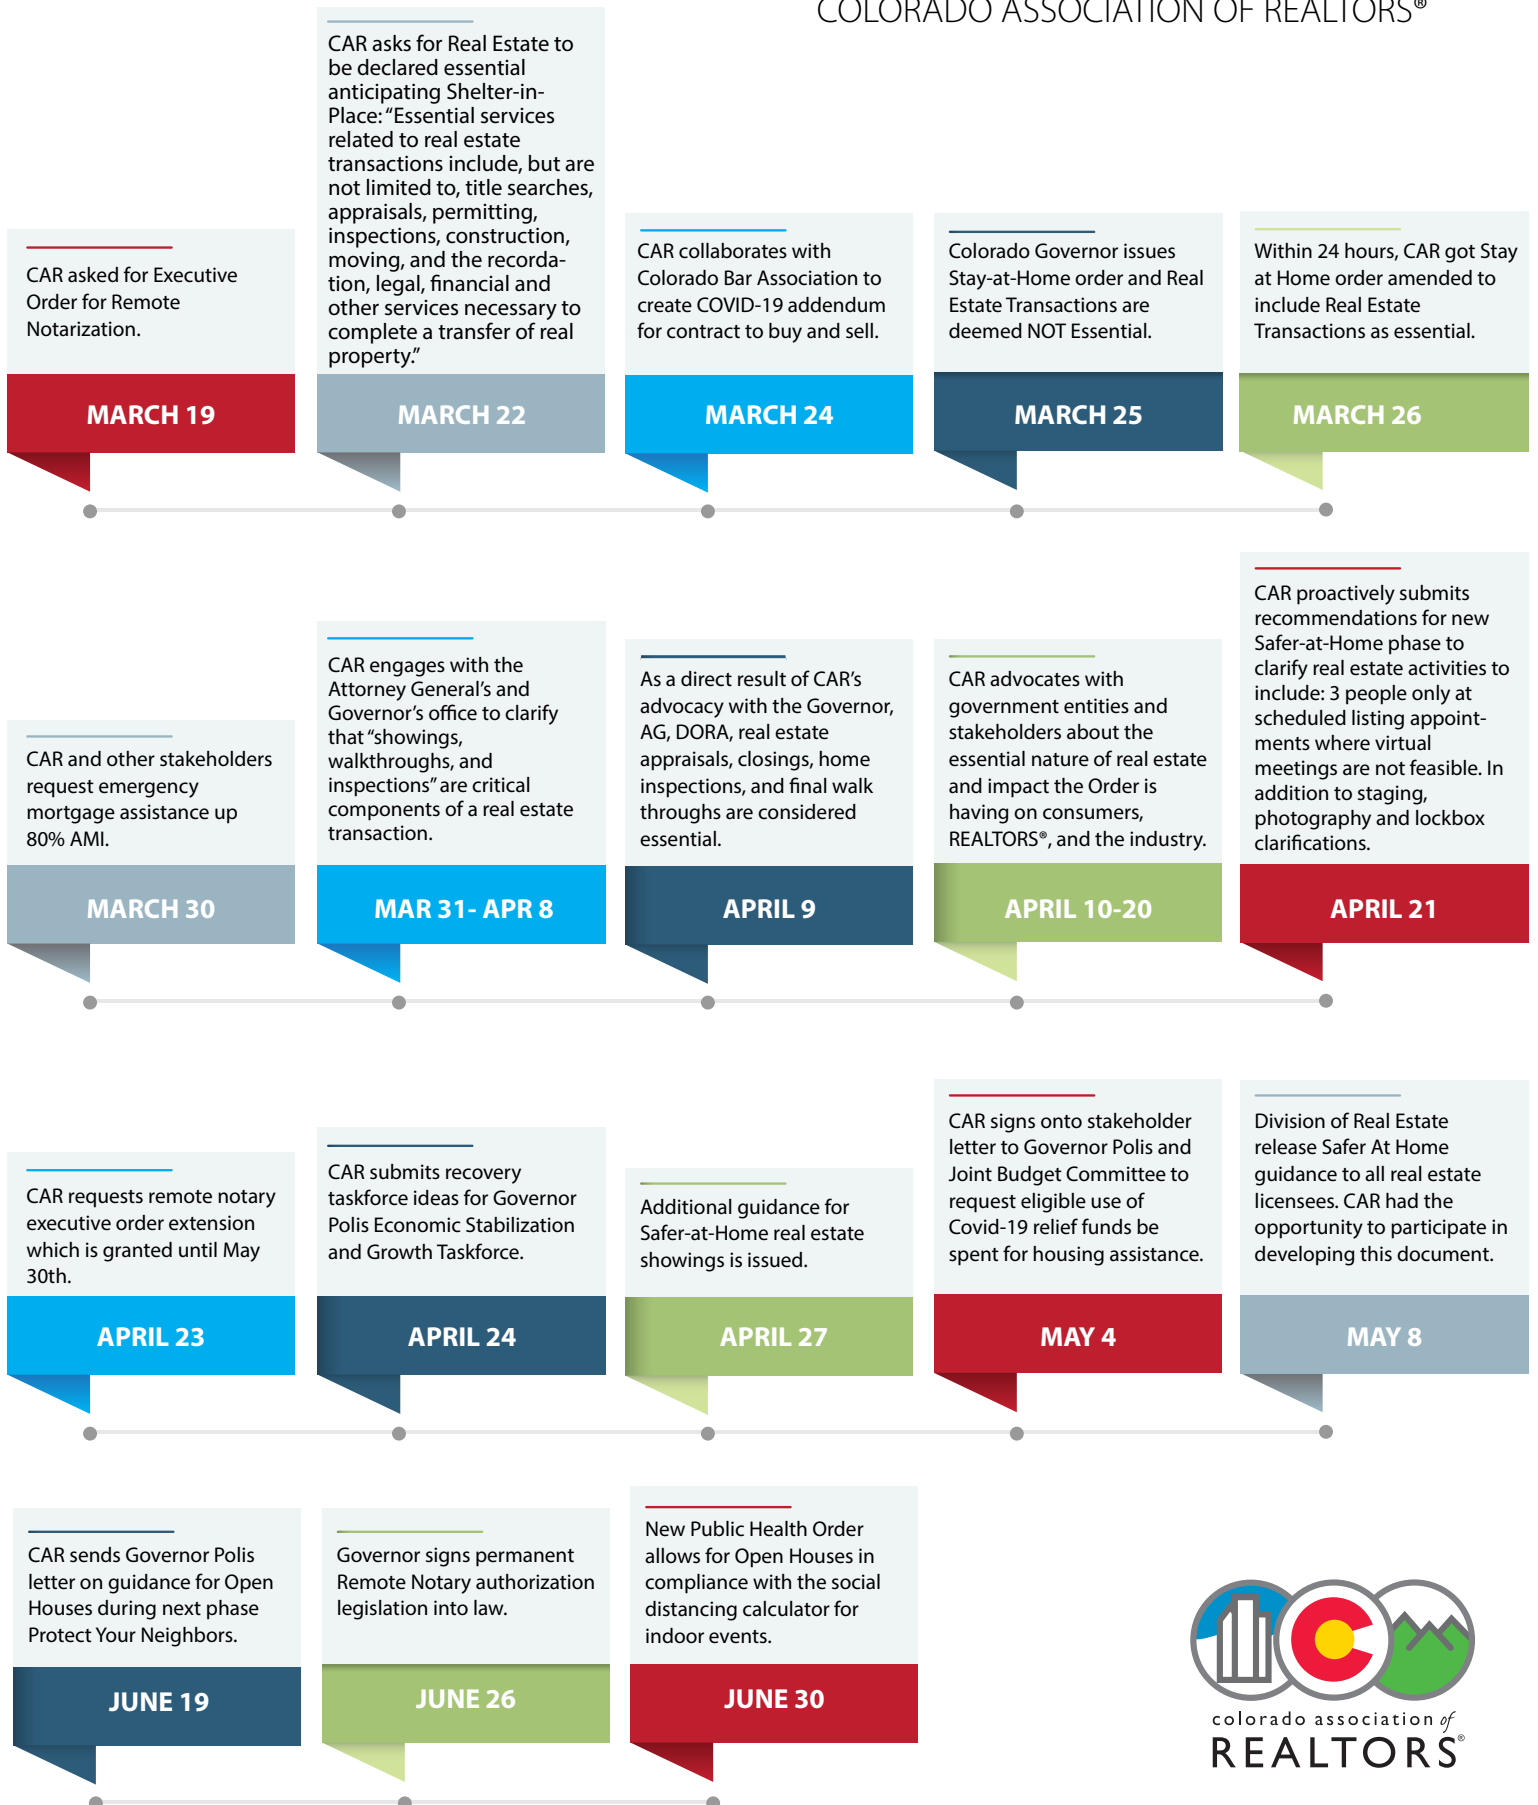 COLORADO ASSOCIATION OF REALTORS®
CAR asked for Executive
Order for Remote
Notarization.
MARCH 19
CAR asks for Real Estate to
be declared essential
anticipating Shelter-in-
Place: “Essential services
related to real estate
transactions include, but are
not limited to, title searches,
appraisals, permitting,
inspections, construction,
moving, and the recorda-
tion, legal, financial and
other services necessary to
complete a transfer of real
property.”
MARCH 22
CAR collaborates with
Colorado Bar Association to
create COVID-19 addendum
for contract to buy and sell.
MARCH 24
Colorado Governor issues
Stay-at-Home order and Real
Estate Transactions are
deemed NOT Essential.
MARCH 25
Within 24 hours, CAR got Stay
at Home order amended to
include Real Estate
Transactions as essential.
MARCH 26
CAR and other stakeholders
request emergency
mortgage assistance up
80% AMI.
MARCH 30
CAR engages with the
Attorney General’s and
Governor’s office to clarify
that “showings,
walkthroughs, and
inspections” are critical
components of a real estate
transaction.
MAR 31- APR 8
As a direct result of CAR’s
advocacy with the Governor,
AG, DORA, real estate
appraisals, closings, home
inspections, and final walk
throughs are considered
essential.
APRIL 9
CAR advocates with
government entities and
stakeholders about the
essential nature of real estate
and impact the Order is
having on consumers,
REALTORS®, and the industry.
APRIL 10-20
CAR proactively submits
recommendations for new
Safer-at-Home phase to
clarify real estate activities to
include: 3 people only at
scheduled listing appoint-
ments where virtual
meetings are not feasible. In
addition to staging,
photography and lockbox
clarifications.
APRIL 21
CAR requests remote notary
executive order extension
which is granted until May
30th.
APRIL 23
CAR submits recovery
taskforce ideas for Governor
Polis Economic Stabilization
and Growth Taskforce.
APRIL 24
Additional guidance for
Safer-at-Home real estate
showings is issued.
APRIL 27
CAR signs onto stakeholder
letter to Governor Polis and
Joint Budget Committee to
request eligible use of
Covid-19 relief funds be
spent for housing assistance.
MAY 4
Division of Real Estate
release Safer At Home
guidance to all real estate
licensees. CAR had the
opportunity to participate in
developing this document.
MAY 8
CAR sends Governor Polis
letter on guidance for Open
Houses during next phase
Protect Your Neighbors.
JUNE 19
Governor signs permanent
Remote Notary authorization
legislation into law.
JUNE 26
New Public Health Order
allows for Open Houses in
compliance with the social
distancing calculator for
indoor events.
JUNE 30
colorado association of
REALTORS®